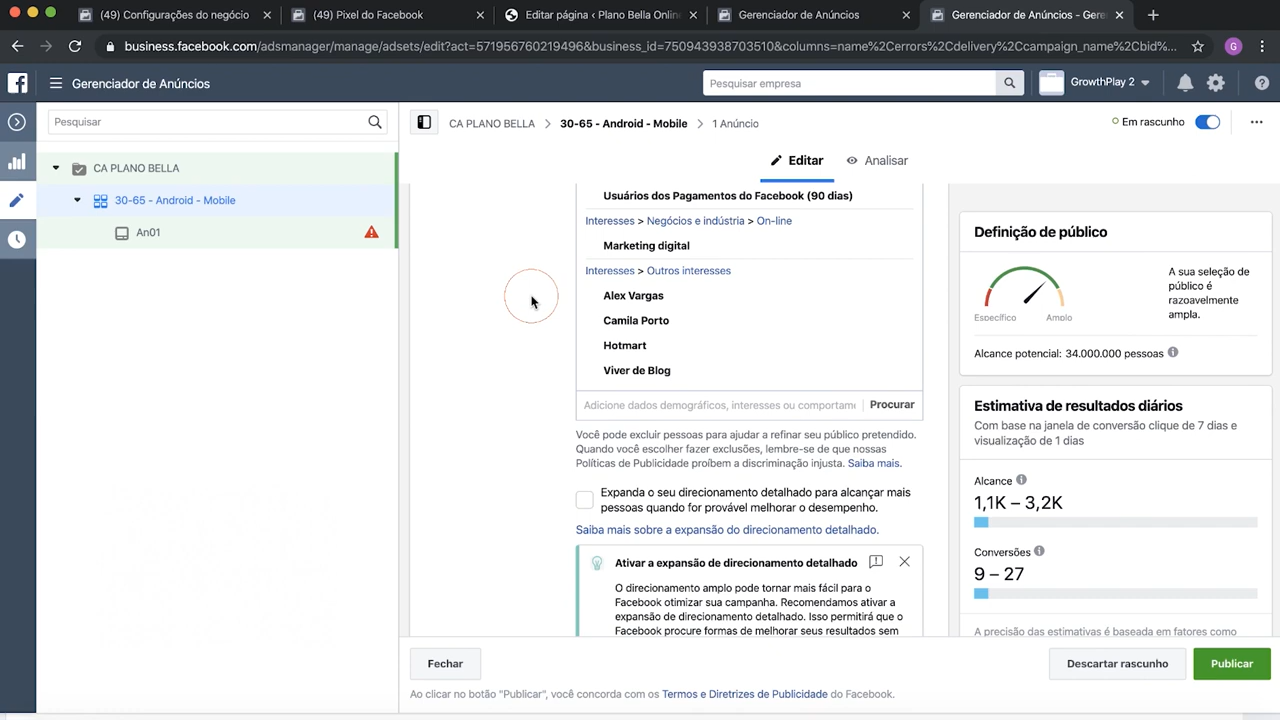 (49) Configurações do negócio
(49) Pixel do Facebook
Editar página ‹ Plano Bella Online
Gerenciador de Anúncios
Gerenciador de Anúncios - Gere
business.facebook.com/adsmanager/manage/adsets/edit?act=571956760219496&business_id=750943938703510&columns=name%2Cerrors%2Cdelivery%2Ccampaign_name%2Cbid%...
G
Gerenciador de Anúncios
Pesquisar empresa
GrowthPlay 2
Pesquisar
CA PLANO BELLA
30-65 - Android - Mobile
An01
CA PLANO BELLA > 30-65 - Android - Mobile > 1 Anúncio
Em rascunho
Editar
Analisar
Usuários dos Pagamentos do Facebook (90 dias)
Interesses > Negócios e indústria > On-line
Marketing digital
Interesses > Outros interesses
Alex Vargas
Camila Porto
Hotmart
Viver de Blog
Adicione dados demográficos, interesses ou comportame
Procurar
Você pode excluir pessoas para ajudar a refinar seu público pretendido.
Quando você escolher fazer exclusões, lembre-se de que nossas
Políticas de Publicidade proíbem a discriminação injusta. Saiba mais.
Expanda o seu direcionamento detalhado para alcançar mais
pessoas quando for provável melhorar o desempenho.
Saiba mais sobre a expansão do direcionamento detalhado.
Ativar a expansão de direcionamento detalhado
O direcionamento amplo pode tornar mais fácil para o
Facebook otimizar sua campanha. Recomendamos ativar a
expansão de direcionamento detalhado. Isso permitirá que o
Facebook procure formas de melhorar seus resultados sem
Definição de público
A sua seleção de
público é
razoavelmente
ampla.
Específico
Amplo
Alcance potencial: 34.000.000 pessoas
Estimativa de resultados diários
Com base na janela de conversão clique de 7 dias e
visualização de 1 dias
Alcance
1,1K – 3,2K
Conversões
9 – 27
A precisão das estimativas é baseada em fatores como
Fechar
Descartar rascunho
Publicar
Ao clicar no botão "Publicar", você concorda com os Termos e Diretrizes de Publicidade do Facebook.